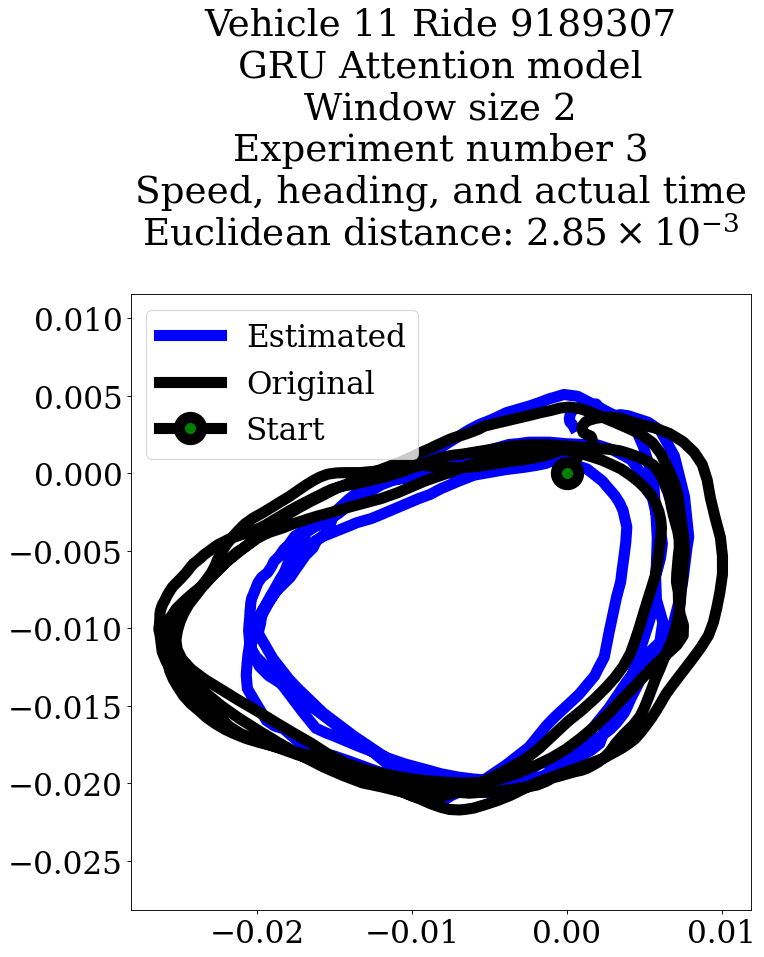 Vehicle 11 Ride 9189307
GRU Attention model
Window size 2
Experiment number 3
Speed, heading, and actual time
Euclidean distance: 2.85 × 10⁻³
0.010
0.005
0.000
−0.005
−0.010
−0.015
−0.020
−0.025
Estimated
Original
Start
−0.02 −0.01 0.00 0.01